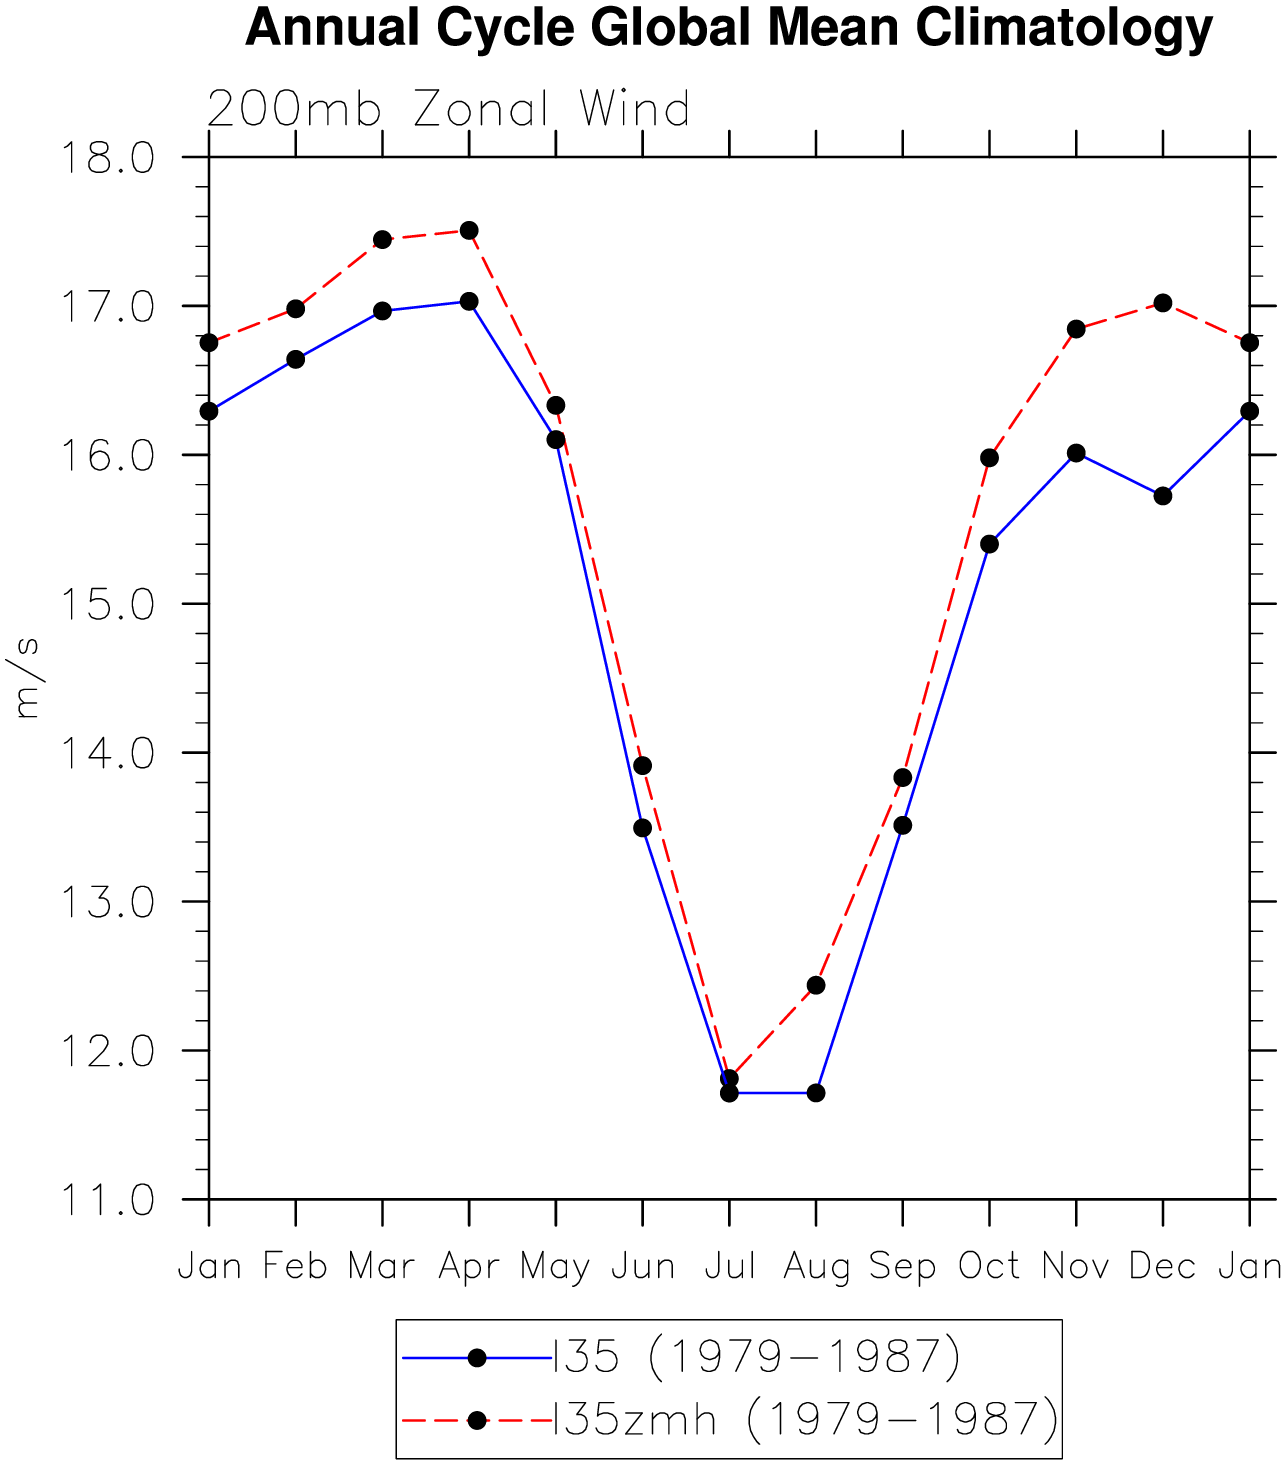 Annual Cycle Global Mean Climatology
200mb Zonal Wind
18.0
17.0
16.0
15.0
14.0
13.0
12.0
11.0
m/s
Jan Feb Mar Apr May Jun Jul Aug Sep Oct Nov Dec Jan
I35 (1979-1987)
I35zmh (1979-1987)